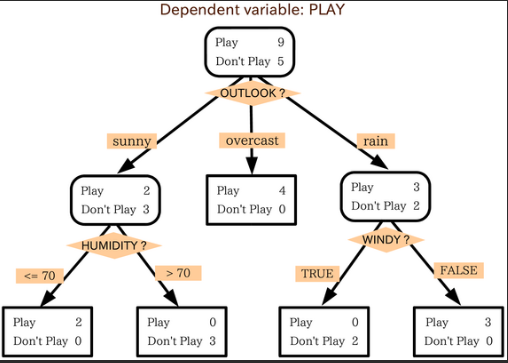 Dependent variable: PLAY
Play 9
Don't Play 5
OUTLOOK ?
sunny
overcast
rain
Play 2
Don't Play 3
Play 4
Don't Play 0
Play 3
Don't Play 2
HUMIDITY ?
WINDY ?
<= 70
> 70
TRUE
FALSE
Play 2
Don't Play 0
Play 0
Don't Play 3
Play 0
Don't Play 2
Play 3
Don't Play 0